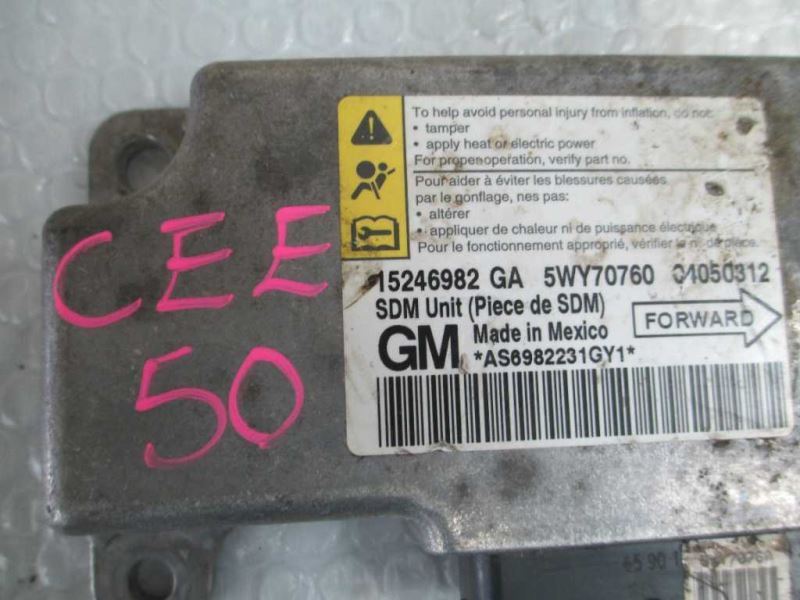 CEE
50
To help avoid personal injury from inflation, do not:
• tamper
• apply heat or electric power
For propenoperation, verify part no.
Pour aider à éviter les blessures causées
par le gonflage, nes pas:
• altérer
• appliquer de chaleur ni de puissance électrique
Pour le fonctionnement approprié, vérifier le ni de pièce.
15246982 GA 5WY70760 04050312
SDM Unit (Piece de SDM)
GM Made in Mexico
*AS6982231GY1*
FORWARD